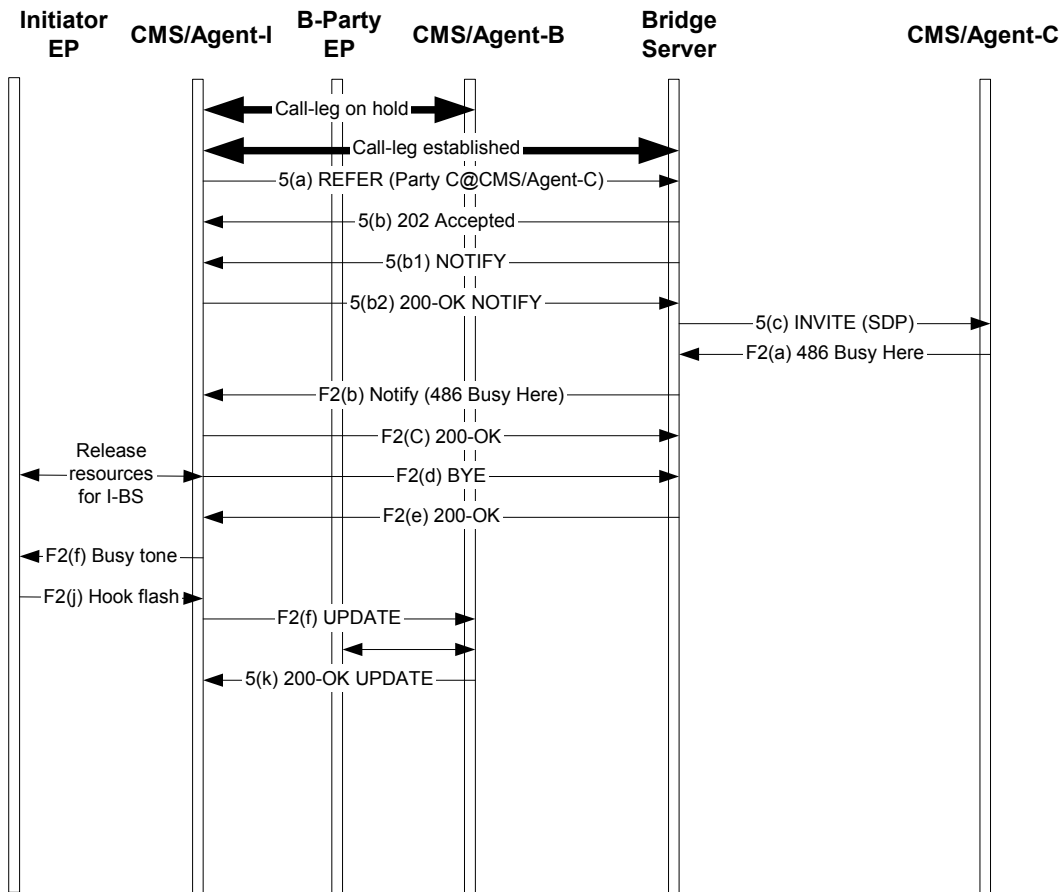 Initiator EP
CMS/Agent-I
B-Party EP
CMS/Agent-B
Bridge Server
CMS/Agent-C
Call-leg on hold
Call-leg established
5(a) REFER (Party C@CMS/Agent-C)
5(b) 202 Accepted
5(b1) NOTIFY
5(b2) 200-OK NOTIFY
5(c) INVITE (SDP)
F2(a) 486 Busy Here
F2(b) Notify (486 Busy Here)
F2(C) 200-OK
Release
resources
for I-BS
F2(d) BYE
F2(e) 200-OK
F2(f) Busy tone
F2(j) Hook flash
F2(f) UPDATE
5(k) 200-OK UPDATE